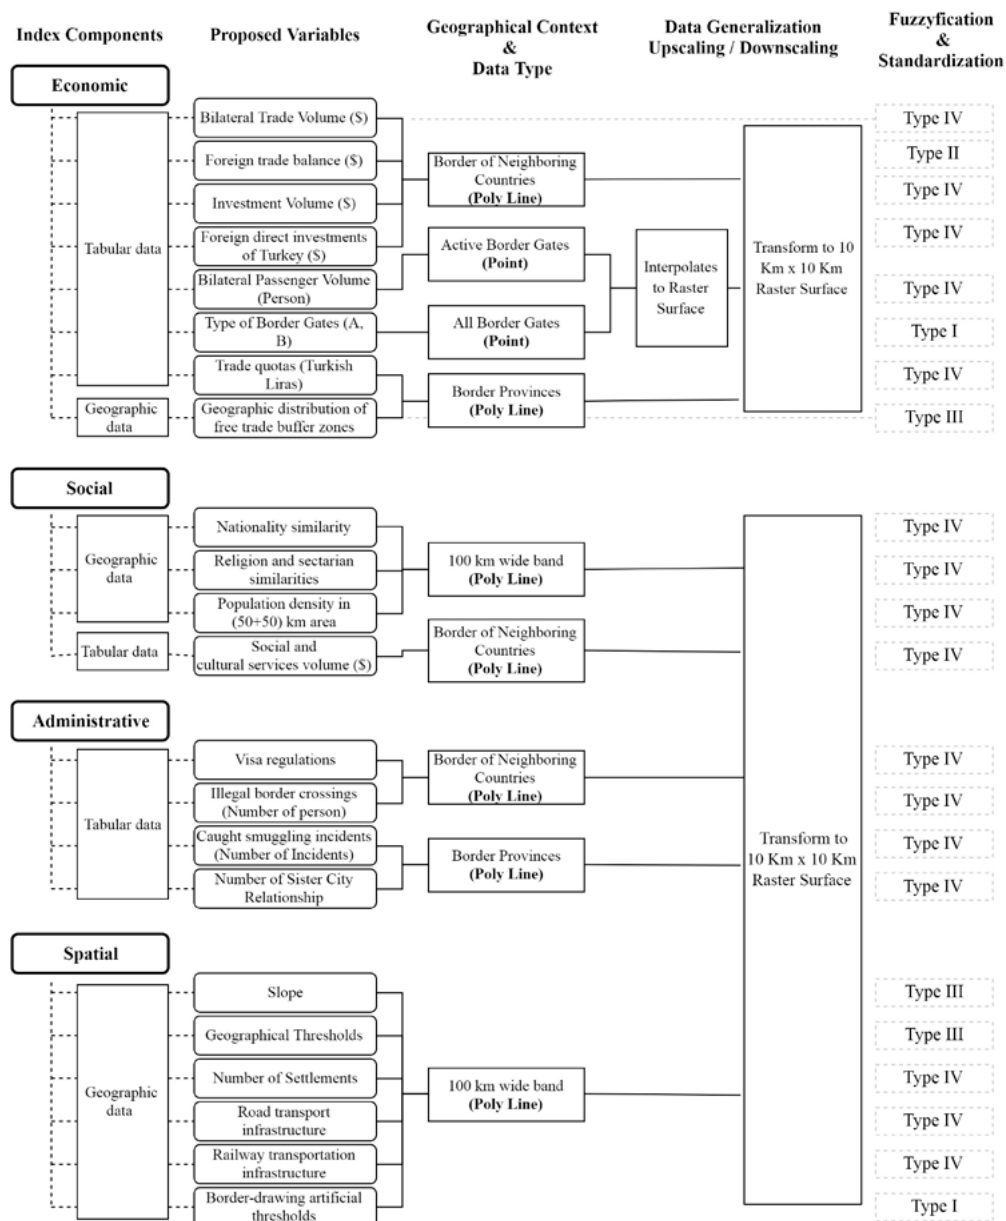 Index Components
Proposed Variables
Geographical Context
&
Data Type
Data Generalization
Upscaling / Downscaling
Fuzzyfication
&
Standardization
Economic
Tabular data
Geographic
data
Bilateral Trade Volume ($)
Foreign trade balance ($)
Investment Volume ($)
Foreign direct investments
of Turkey ($)
Bilateral Passenger Volume
(Person)
Type of Border Gates (A,
B)
Trade quotas (Turkish
Liras)
Geographic distribution of
free trade buffer zones
Border of Neighboring
Countries
(Poly Line)
Active Border Gates
(Point)
All Border Gates
(Point)
Border Provinces
(Poly Line)
Interpolates
to Raster
Surface
Transform to 10
Km x 10 Km
Raster Surface
Type IV
Type II
Type IV
Type IV
Type IV
Type I
Type IV
Type III
Social
Geographic
data
Tabular data
Nationality similarity
Religion and sectarian
similarities
Population density in
(50+50) km area
Social and
cultural services volume ($)
100 km wide band
(Poly Line)
Border of Neighboring
Countries
(Poly Line)
Type IV
Type IV
Type IV
Type IV
Administrative
Tabular data
Visa regulations
Illegal border crossings
(Number of person)
Caught smuggling incidents
(Number of Incidents)
Number of Sister City
Relationship
Border of Neighboring
Countries
(Poly Line)
Border Provinces
(Poly Line)
Transform to
10 Km x 10 Km
Raster Surface
Type IV
Type IV
Type IV
Type IV
Spatial
Geographic
data
Slope
Geographical Thresholds
Number of Settlements
Road transport
infrastructure
Railway transportation
infrastructure
Border-drawing artificial
thresholds
100 km wide band
(Poly Line)
Type III
Type III
Type IV
Type IV
Type IV
Type I